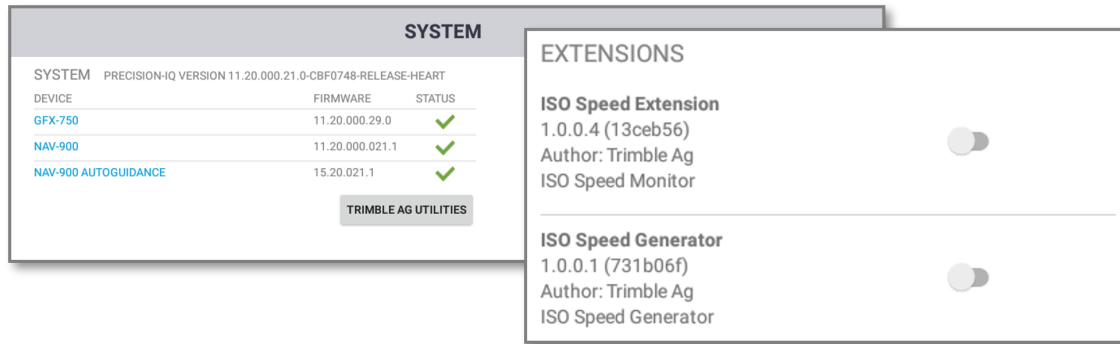 SYSTEM
SYSTEM PRECISION-IQ VERSION 11.20.000.21.0-CBF0748-RELEASE-HEART
DEVICE FIRMWARE STATUS
GFX-750 11.20.000.29.0
NAV-900 11.20.000.021.1
NAV-900 AUTOGUIDANCE 15.20.021.1
TRIMBLE AG UTILITIES
EXTENSIONS
ISO Speed Extension
1.0.0.4 (13ceb56)
Author: Trimble Ag
ISO Speed Monitor
ISO Speed Generator
1.0.0.1 (731b06f)
Author: Trimble Ag
ISO Speed Generator